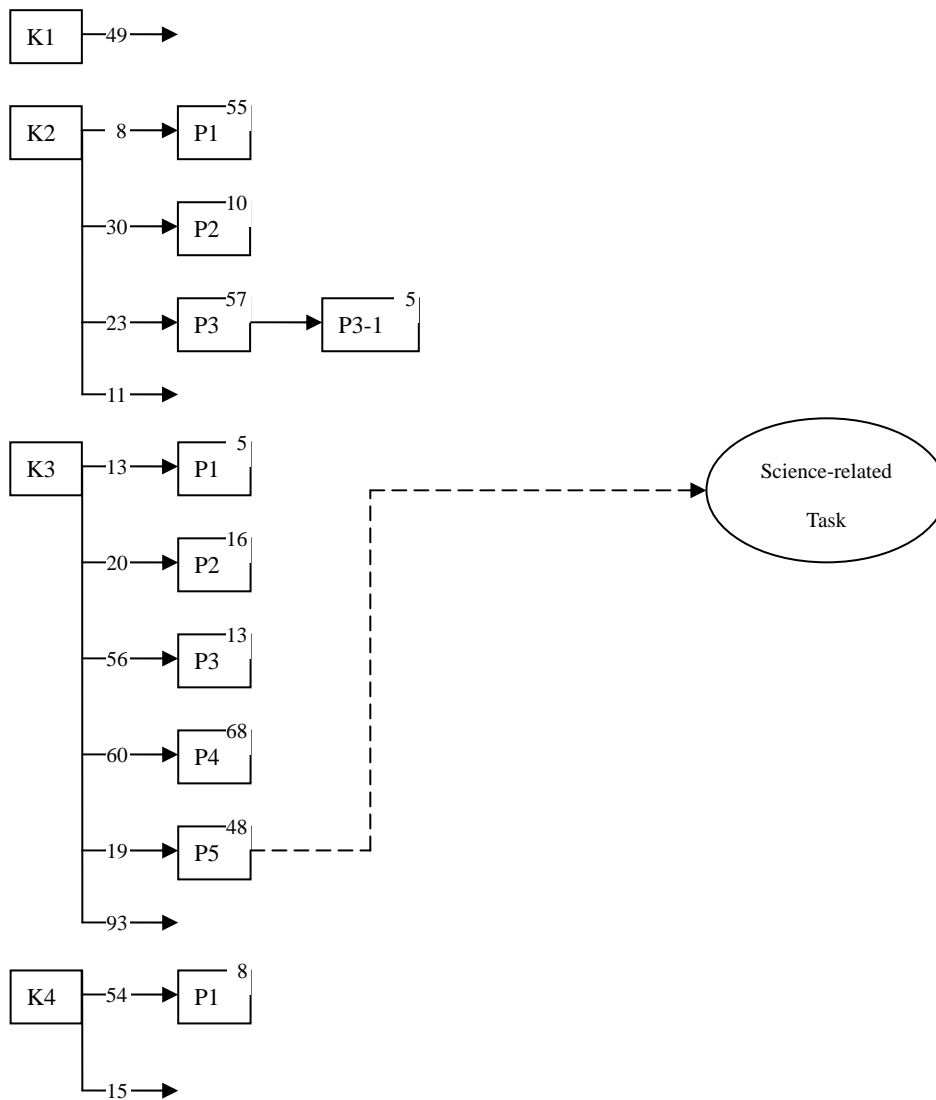 K1 49
55
K2 8 P1
10
30 P2
57 5
23 P3 P3-1
11
5
K3 13 P1
Science-related
Task
16
20 P2
13
56 P3
68
60 P4
48
19 P5
93
8
K4 54 P1
15